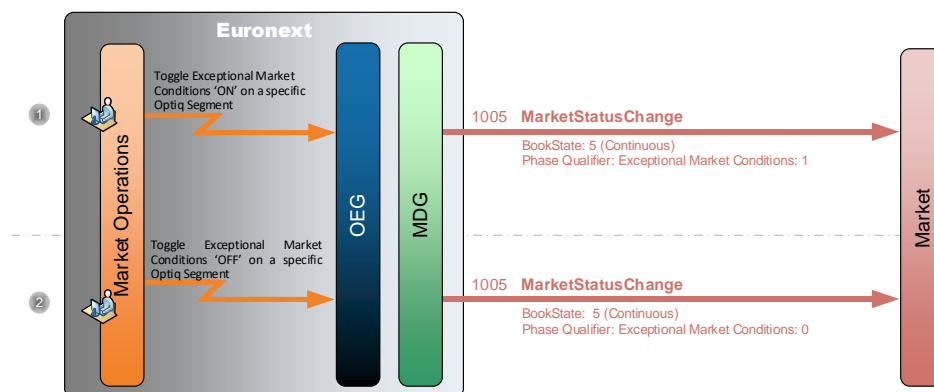 Euronext
Market Operations
Toggle Exceptional Market
Conditions ‘ON’ on a specific
Optiq Segment
OEG
MDG
1
1005 MarketStatusChange
BookState: 5 (Continuous)
Phase Qualifier: Exceptional Market Conditions: 1
Market
Toggle Exceptional Market
Conditions ‘OFF’ on a specific
Optiq Segment
2
1005 MarketStatusChange
BookState: 5 (Continuous)
Phase Qualifier: Exceptional Market Conditions: 0